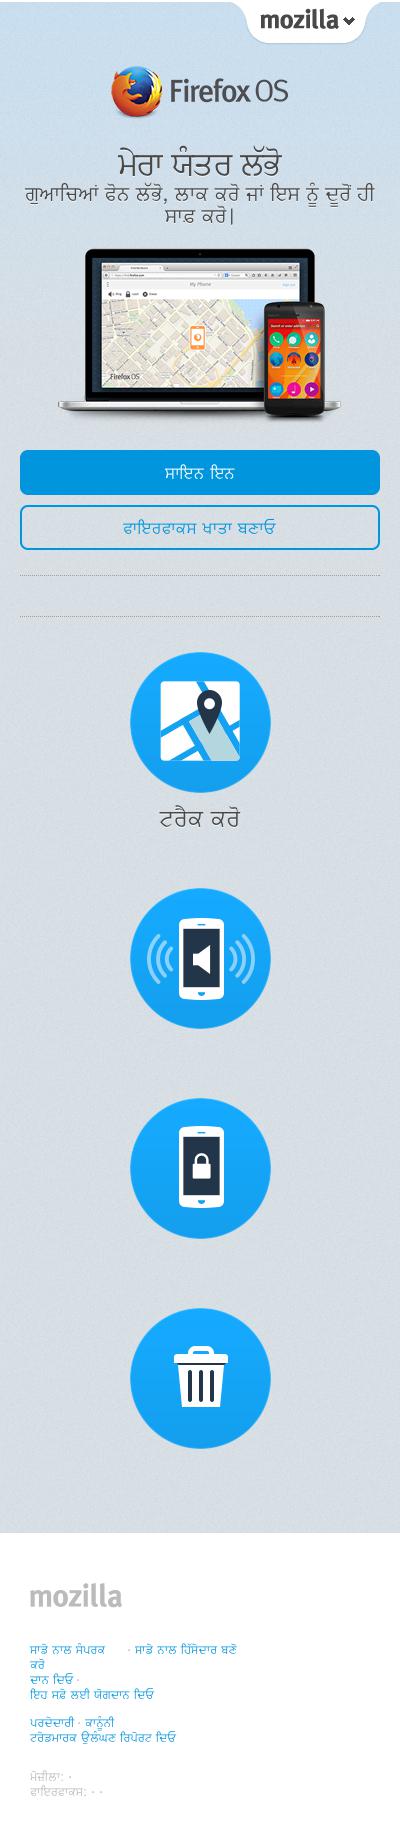 mozilla
Firefox OS
ਮੇਰਾ ਯੰਤਰ ਲੱਭੋ
ਗੁਆਚਿਆਂ ਫੋਨ ਲੱਭੋ, ਲਾਕ ਕਰੋ ਜਾਂ ਇਸ ਨੂੰ ਦੂਰੋਂ ਹੀ
ਸਾਫ਼ ਕਰੋ|
My Phone
Firefox OS
ਸਾਇਨ ਇਨ
ਫਾਇਰਫਾਕਸ ਖਾਤਾ ਬਣਾਓ
ਟਰੈਕ ਕਰੋ
mozilla
ਸਾਡੇ ਨਾਲ ਸੰਪਰਕ · ਸਾਡੇ ਨਾਲ ਹਿੱਸੇਦਾਰ ਬਣੋ
ਕਰੋ
ਦਾਨ ਦਿਓ ·
ਇਹ ਸਫ਼ੇ ਲਈ ਯੋਗਦਾਨ ਦਿਓ
ਪਰਦੇਦਾਰੀ · ਕਾਨੂੰਨੀ
ਟਰੇਡਮਾਰਕ ਉਲੰਘਣ ਰਿਪੋਰਟ ਦਿਓ
ਮੋਜ਼ੀਲਾ: ·
ਫਾਇਰਫਾਕਸ: · ·